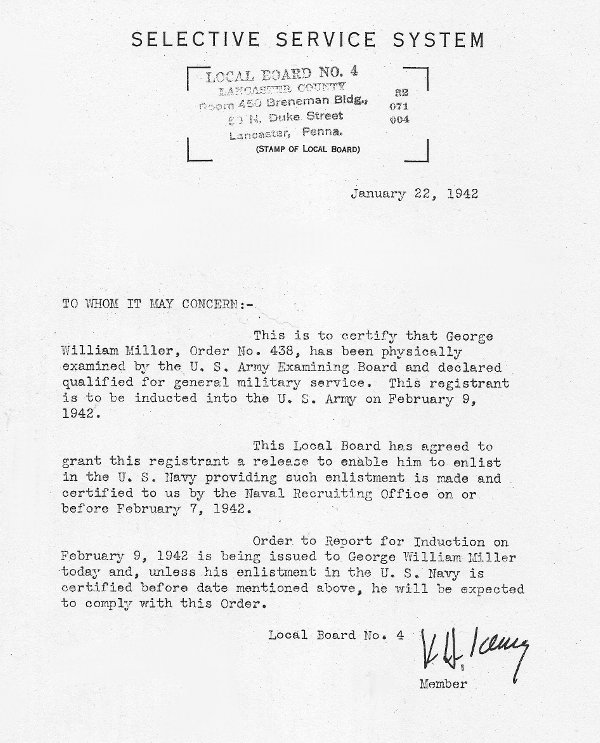 SELECTIVE SERVICE SYSTEM
LOCAL BOARD NO. 4
LANCASTER COUNTY
Room 450 Breneman Bldg.,
N. Duke Street
Lancaster, Penna.
82
071
004
(STAMP OF LOCAL BOARD)
January 22, 1942
TO WHOM IT MAY CONCERN:-
This is to certify that George
William Miller, Order No. 438, has been physically
examined by the U. S. Army Examining Board and declared
qualified for general military service. This registrant
is to be inducted into the U. S. Army on February 9,
1942.
This Local Board has agreed to
grant this registrant a release to enable him to enlist
in the U. S. Navy providing such enlistment is made and
certified to us by the Naval Recruiting Office on or
before February 7, 1942.
Order to Report for Induction on
February 9, 1942 is being issued to George William Miller
today and, unless his enlistment in the U. S. Navy is
certified before date mentioned above, he will be expected
to comply with this Order.
Local Board No. 4
Member